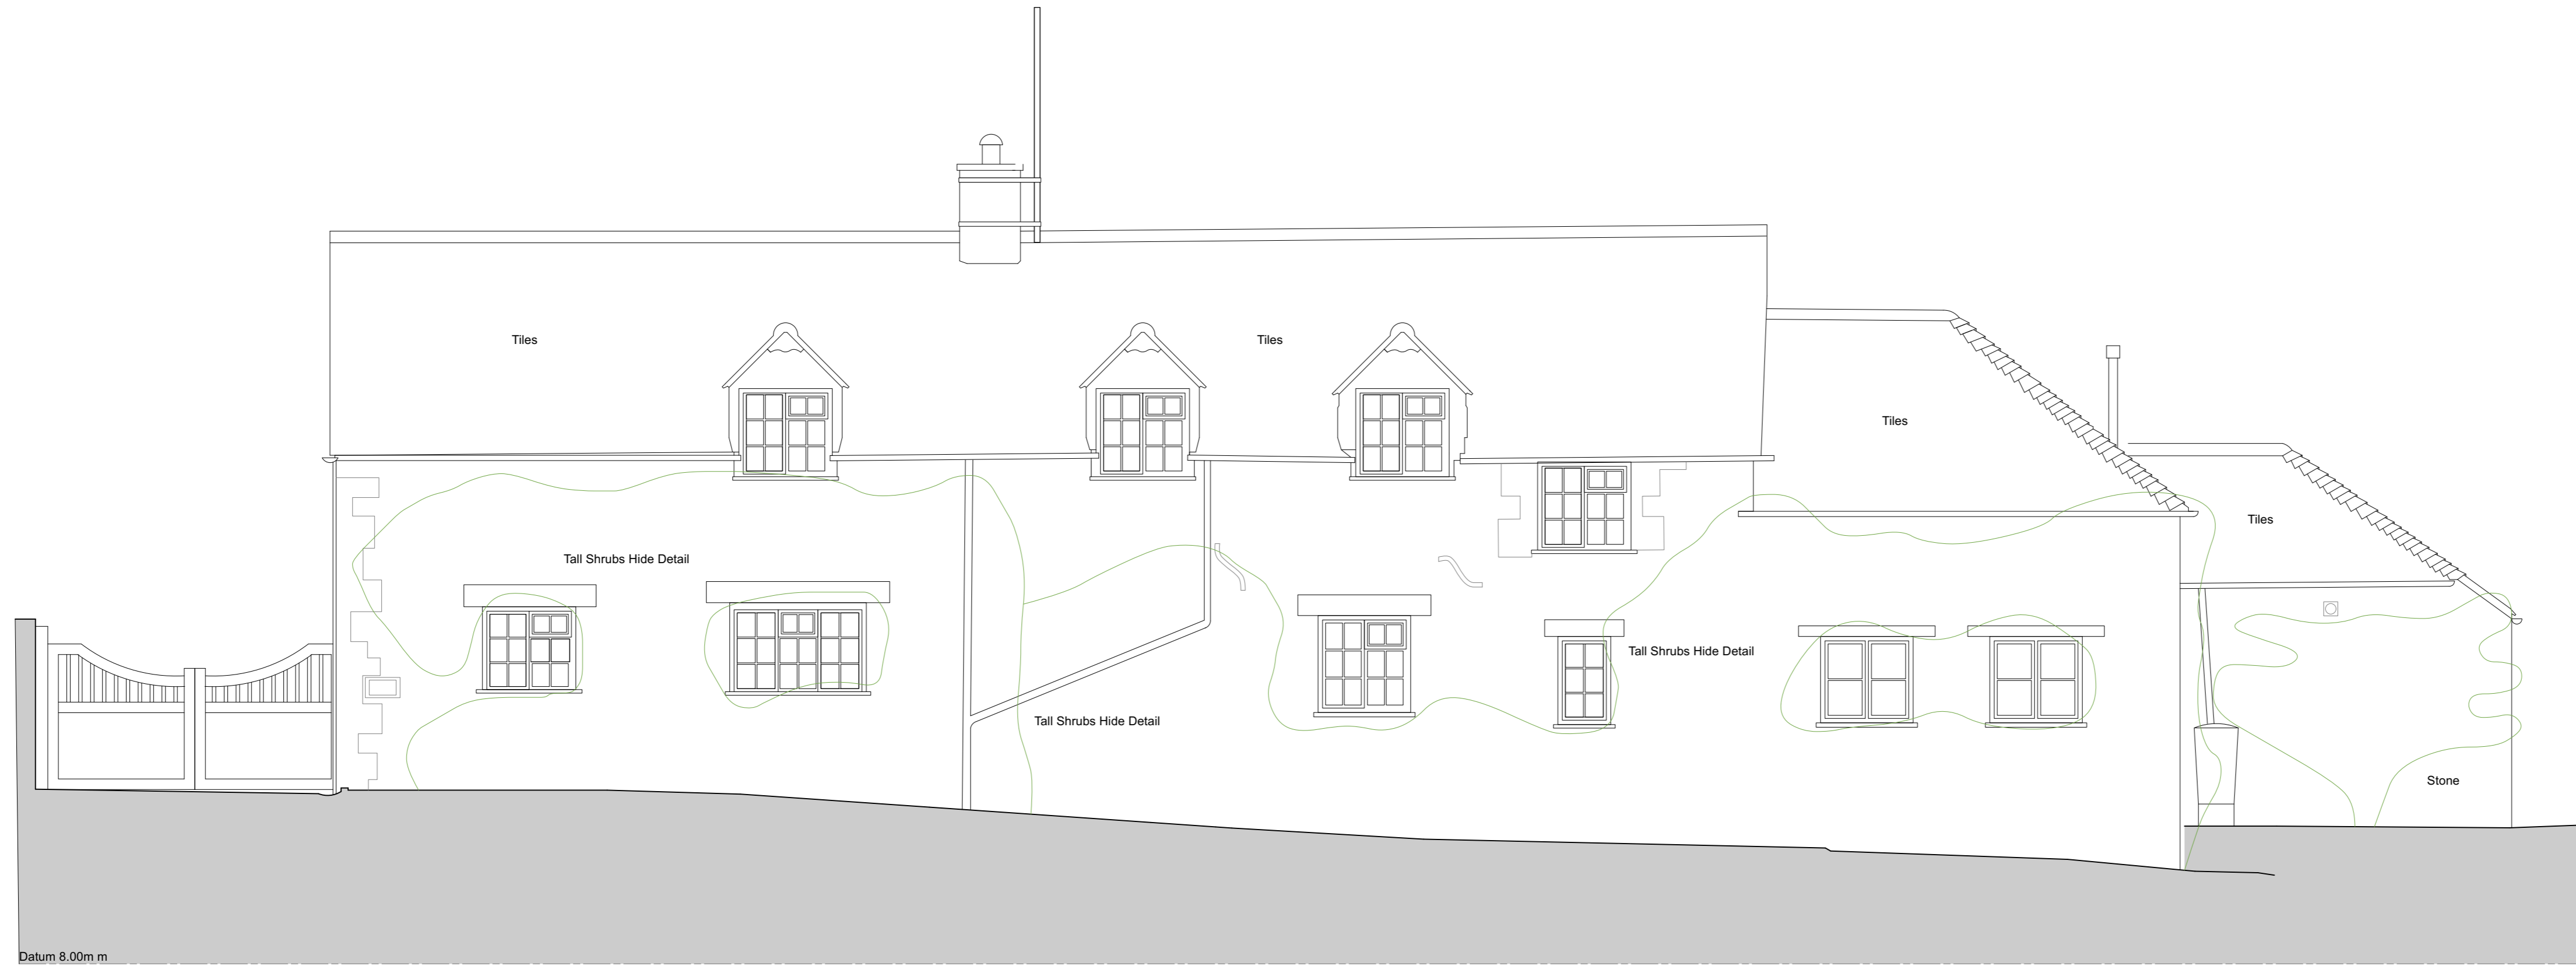 Tiles
Tiles
Tiles
Tiles
Tall Shrubs Hide Detail
Tall Shrubs Hide Detail
Tall Shrubs Hide Detail
Stone
Datum 8.00m m